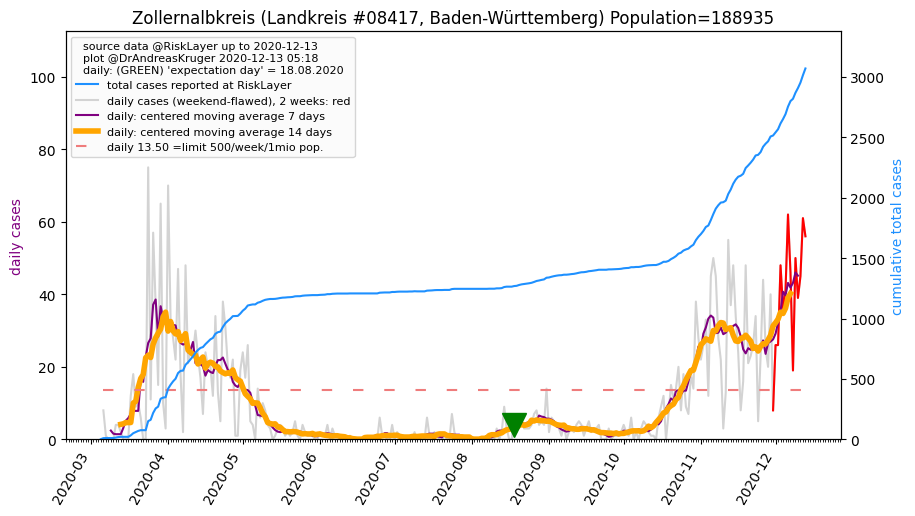 Zollernalbkreis (Landkreis #08417, Baden-Württemberg) Population=188935
source data @RiskLayer up to 2020-12-13
plot @DrAndreasKruger 2020-12-13 05:18
daily: (GREEN) 'expectation day' = 18.08.2020
total cases reported at RiskLayer
daily cases (weekend-flawed), 2 weeks: red
daily: centered moving average 7 days
daily: centered moving average 14 days
daily 13.50 =limit 500/week/1mio pop.
daily cases
100
80
60
40
20
0
cumulative total cases
3000
2500
2000
1500
1000
500
0
2020-03
2020-04
2020-05
2020-06
2020-07
2020-08
2020-09
2020-10
2020-11
2020-12